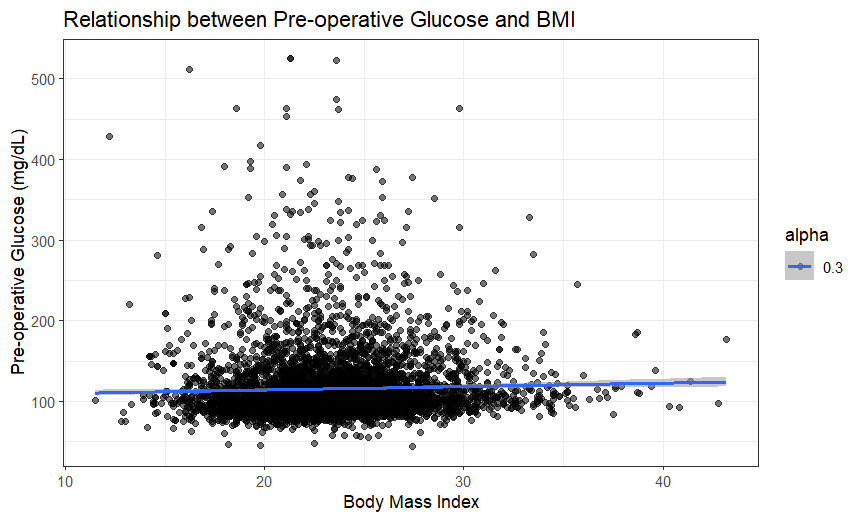 Relationship between Pre-operative Glucose and BMI
Pre-operative Glucose (mg/dL)
500
400
300
200
100
10
20
30
40
Body Mass Index
alpha
0.3